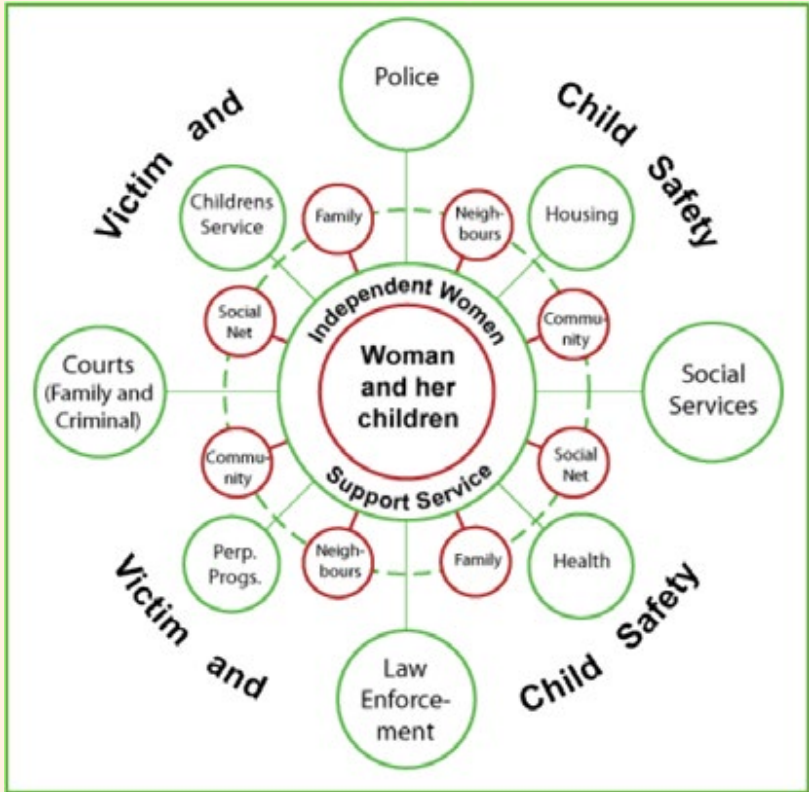 Police
Victim and
Child Safety
Childrens
Service
Family
Neigh-
bours
Housing
Social
Net
Independent Women
Commu-
nity
Courts
(Family and
Criminal)
Woman
and her
children
Social
Services
Commu-
nity
Support Service
Social
Net
Perp.
Progs.
Neigh-
bours
Family
Health
Victim and
Child Safety
Law
Enforce-
ment